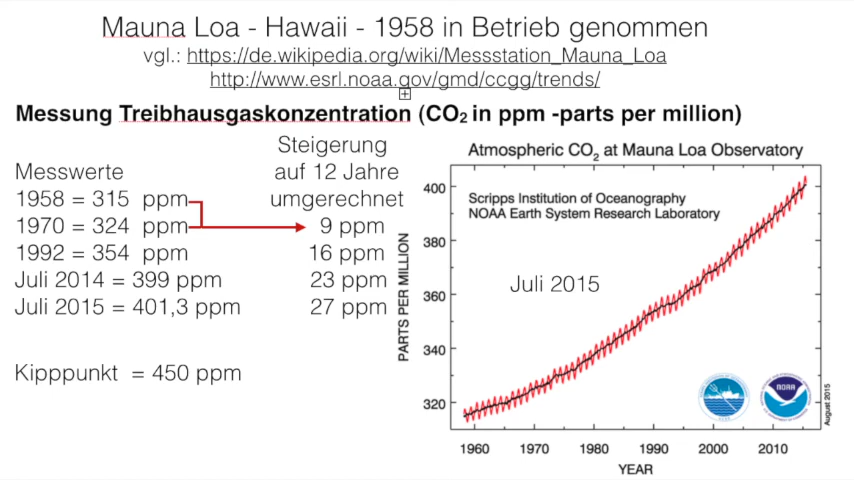 Mauna Loa - Hawaii - 1958 in Betrieb genommen
vgl.: https://de.wikipedia.org/wiki/Messstation_Mauna_Loa
http://www.esrl.noaa.gov/gmd/ccgg/trends/
Messung Treibhausgaskonzentration (CO2 in ppm -parts per million)
Messwerte
1958 = 315 ppm
1970 = 324 ppm
1992 = 354 ppm
Juli 2014 = 399 ppm
Juli 2015 = 401,3 ppm
Kipppunkt = 450 ppm
Steigerung
auf 12 Jahre
umgerechnet
9 ppm
16 ppm
23 ppm
27 ppm
Atmospheric CO2 at Mauna Loa Observatory
Scripps Institution of Oceanography
NOAA Earth System Research Laboratory
Juli 2015
PARTS PER MILLION
400
380
360
340
320
1960 1970 1980 1990 2000 2010
YEAR
NOAA
August 2015